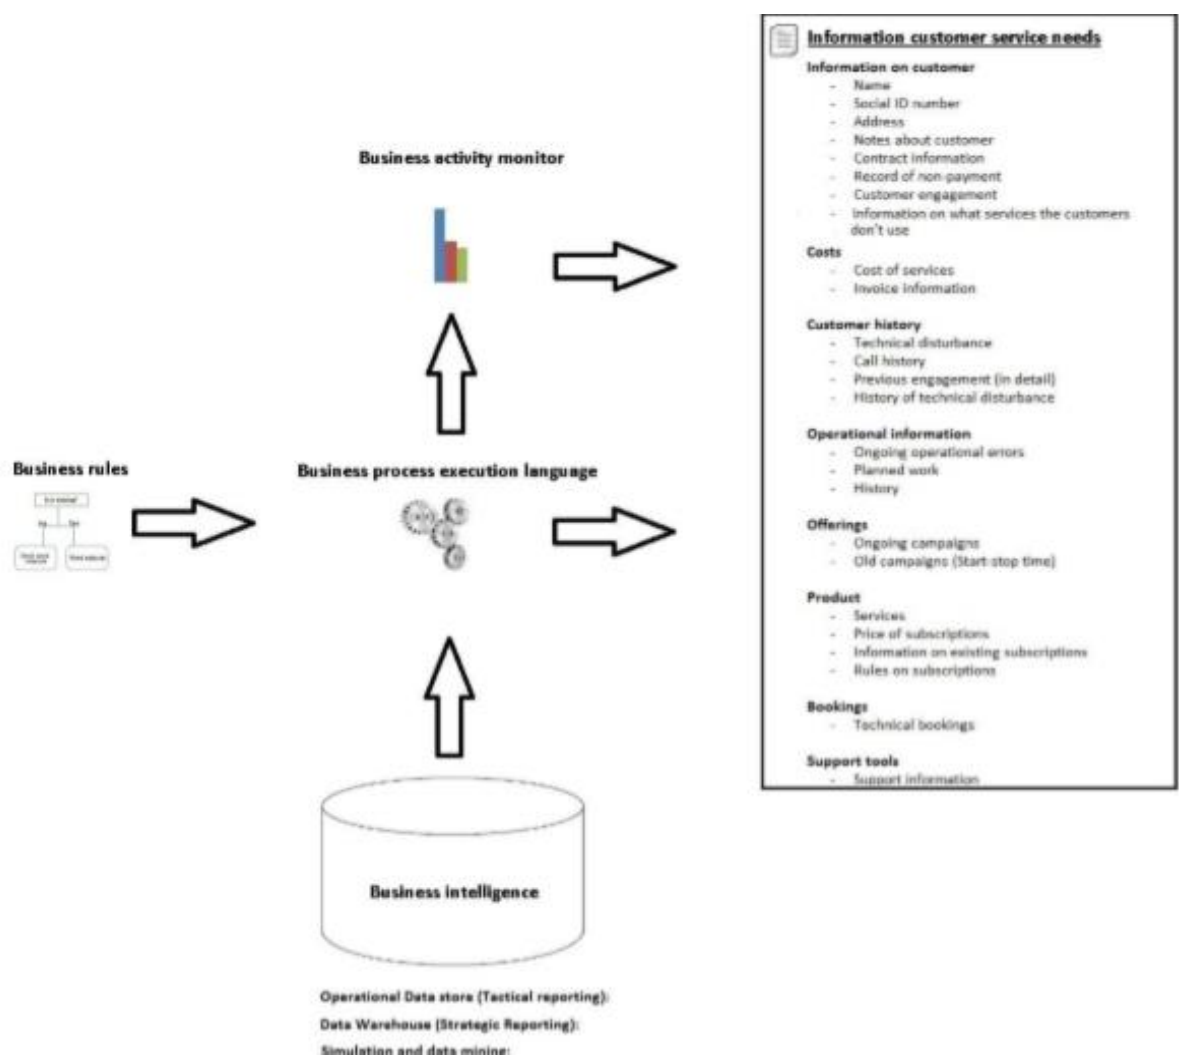 Information customer service needs
Information on customer
- Name
- Social ID number
- Address
- Notes about customer
- Contract information
- Record of non-payment
- Customer engagement
- Information on what services the customers
don't use
Costs
- Cost of services
- Invoice information
Customer history
- Technical disturbance
- Call history
- Previous engagement (in detail)
- History of technical disturbance
Operational information
- Ongoing operational errors
- Planned work
- History
Offerings
- Ongoing campaigns
- Old campaigns (Start-stop time)
Product
- Services
- Price of subscriptions
- Information on existing subscriptions
- Rules on subscriptions
Bookings
- Technical bookings
Support tools
- Support information
Business activity monitor
Business rules
Business process execution language
Business intelligence
Operational Data store (Tactical reporting):
Data Warehouse (Strategic Reporting):
Simulation and data mining: